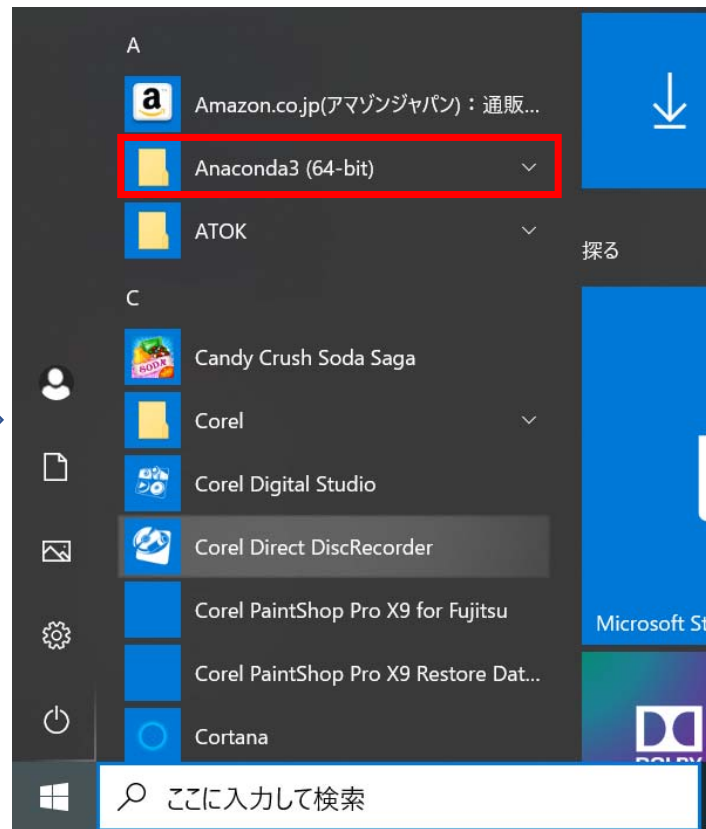 A
Amazon.co.jp(アマゾンジャパン)：通販...
Anaconda3 (64-bit)
ATOK
C
Candy Crush Soda Saga
Corel
Corel Digital Studio
Corel Direct DiscRecorder
Corel PaintShop Pro X9 for Fujitsu
Corel PaintShop Pro X9 Restore Dat...
Cortana
ここに入力して検索
探る
Microsoft St
SODA
a